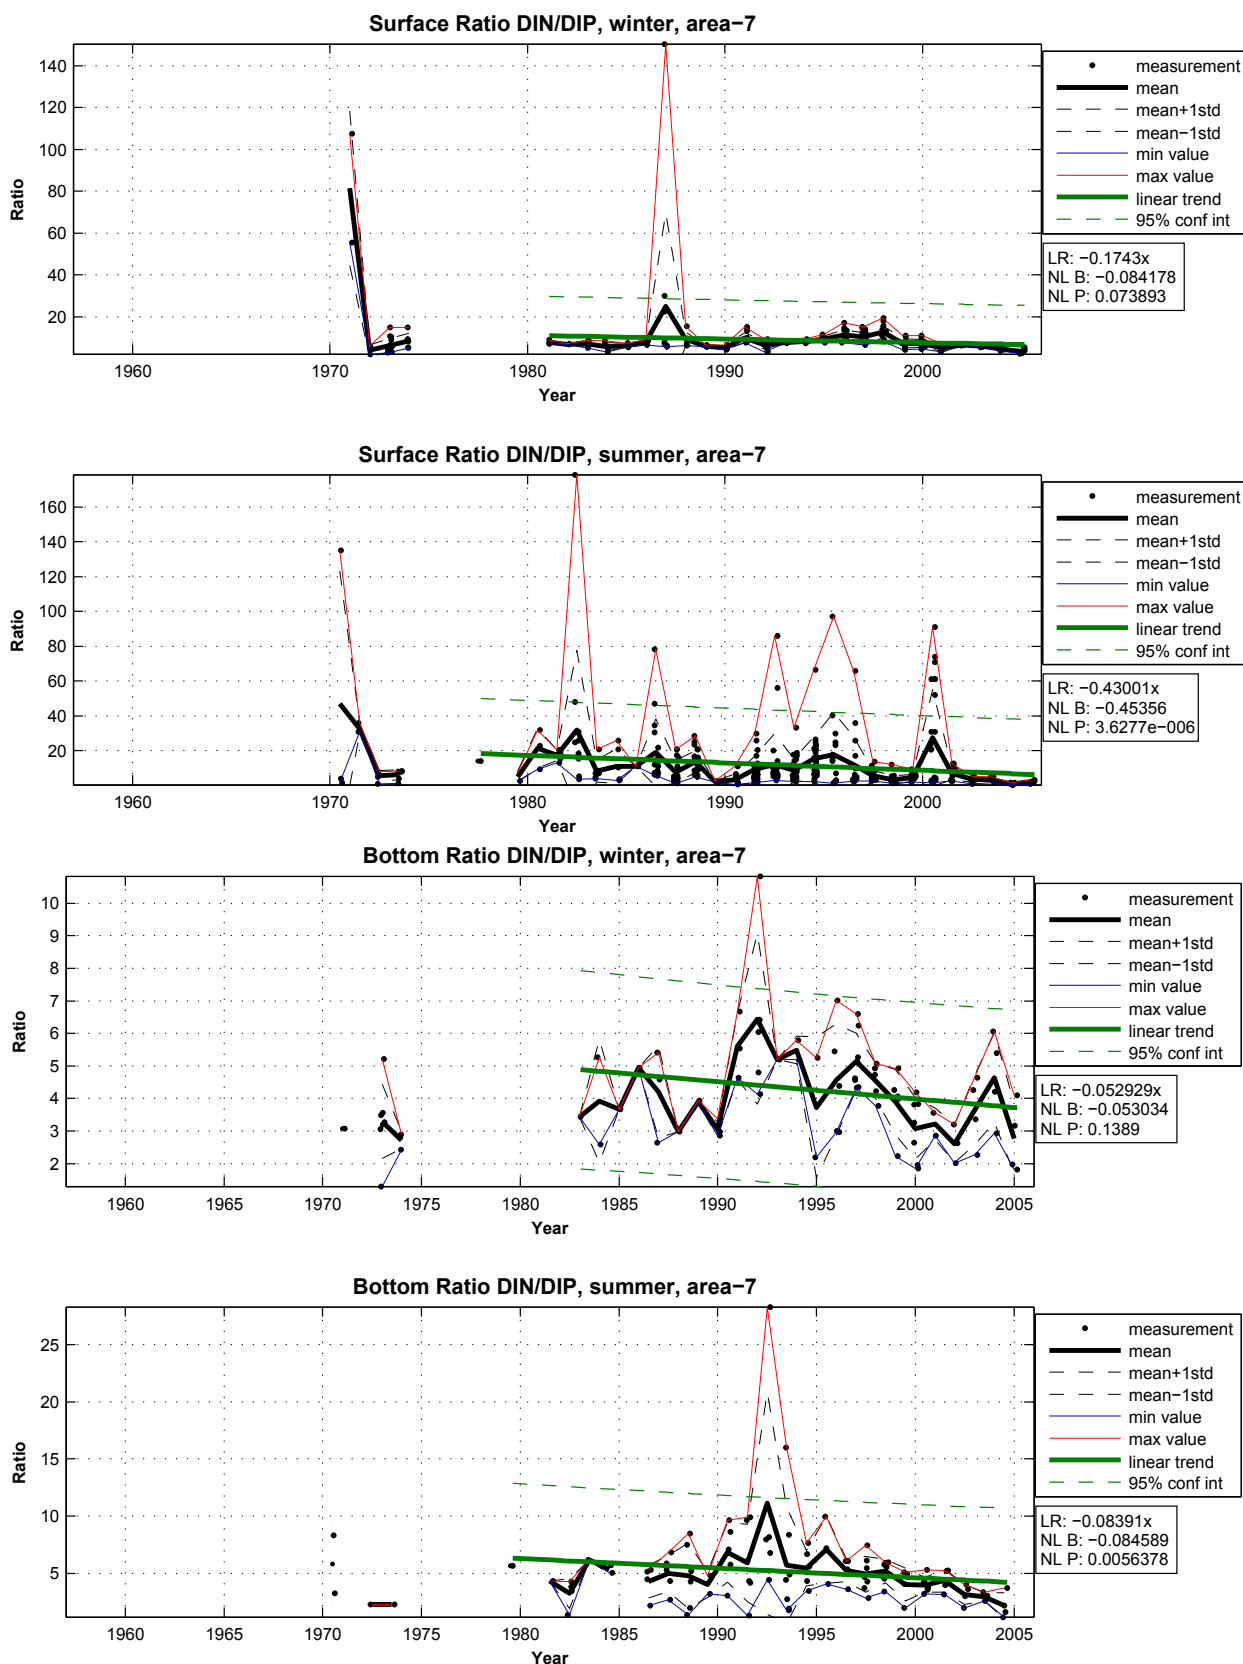 Surface Ratio DIN/DIP, winter, area−7
140
120
100
80
60
40
20
Ratio
1960 1970 1980 1990 2000
Year
measurement
mean
mean+1std
mean−1std
min value
max value
linear trend
95% conf int
LR: −0.1743x
NL B: −0.084178
NL P: 0.073893
Surface Ratio DIN/DIP, summer, area−7
160
140
120
100
80
60
40
20
Ratio
1960 1970 1980 1990 2000
Year
measurement
mean
mean+1std
mean−1std
min value
max value
linear trend
95% conf int
LR: −0.43001x
NL B: −0.45356
NL P: 3.6277e−006
Bottom Ratio DIN/DIP, winter, area−7
10
9
8
7
6
5
4
3
2
Ratio
1960 1965 1970 1975 1980 1985 1990 1995 2000 2005
Year
measurement
mean
mean+1std
mean−1std
min value
max value
linear trend
95% conf int
LR: −0.052929x
NL B: −0.053034
NL P: 0.1389
Bottom Ratio DIN/DIP, summer, area−7
25
20
15
10
5
Ratio
1960 1965 1970 1975 1980 1985 1990 1995 2000 2005
Year
measurement
mean
mean+1std
mean−1std
min value
max value
linear trend
95% conf int
LR: −0.08391x
NL B: −0.084589
NL P: 0.0056378